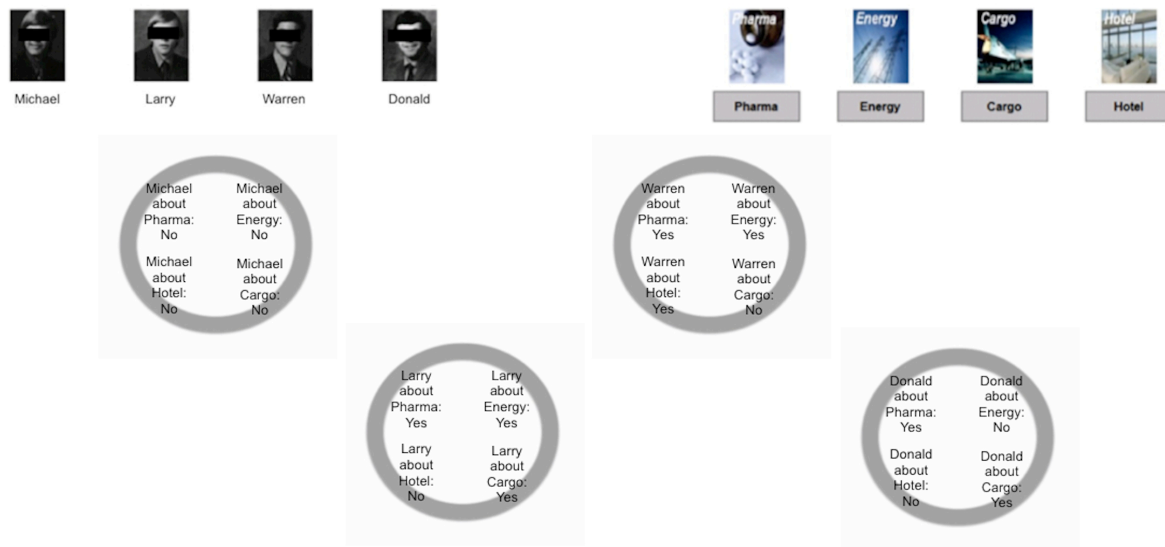 Pharma
Energy
Cargo
Hotel
Michael
Larry
Warren
Donald
Pharma
Energy
Cargo
Hotel
Michael
about
Pharma:
No
Michael
about
Energy:
No
Michael
about
Hotel:
No
Michael
about
Cargo:
No
Warren
about
Pharma:
Yes
Warren
about
Energy:
Yes
Warren
about
Hotel:
Yes
Warren
about
Cargo:
No
Larry
about
Pharma:
Yes
Larry
about
Energy:
Yes
Larry
about
Hotel:
No
Larry
about
Cargo:
Yes
Donald
about
Pharma:
Yes
Donald
about
Energy:
No
Donald
about
Hotel:
No
Donald
about
Cargo:
Yes